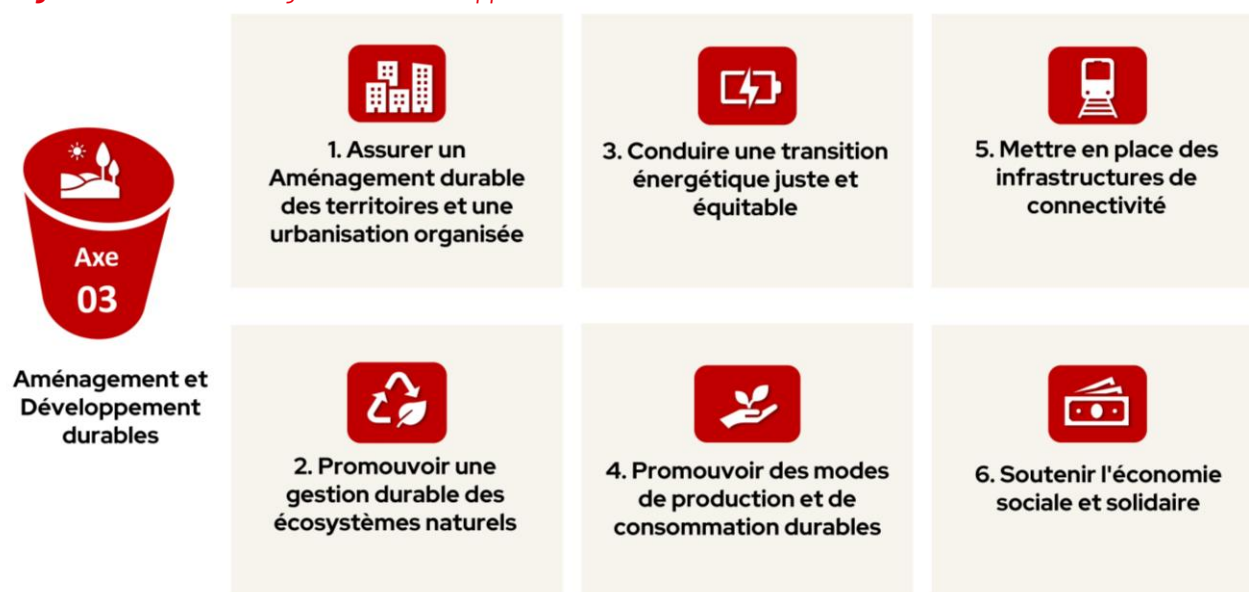 Axe
03
Aménagement et
Développement
durables
1. Assurer un
Aménagement durable
des territoires et une
urbanisation organisée
2. Promouvoir une
gestion durable des
écosystèmes naturels
3. Conduire une transition
énergétique juste et
équitable
4. Promouvoir des modes
de production et de
consommation durables
5. Mettre en place des
infrastructures de
connectivité
6. Soutenir l'économie
sociale et solidaire